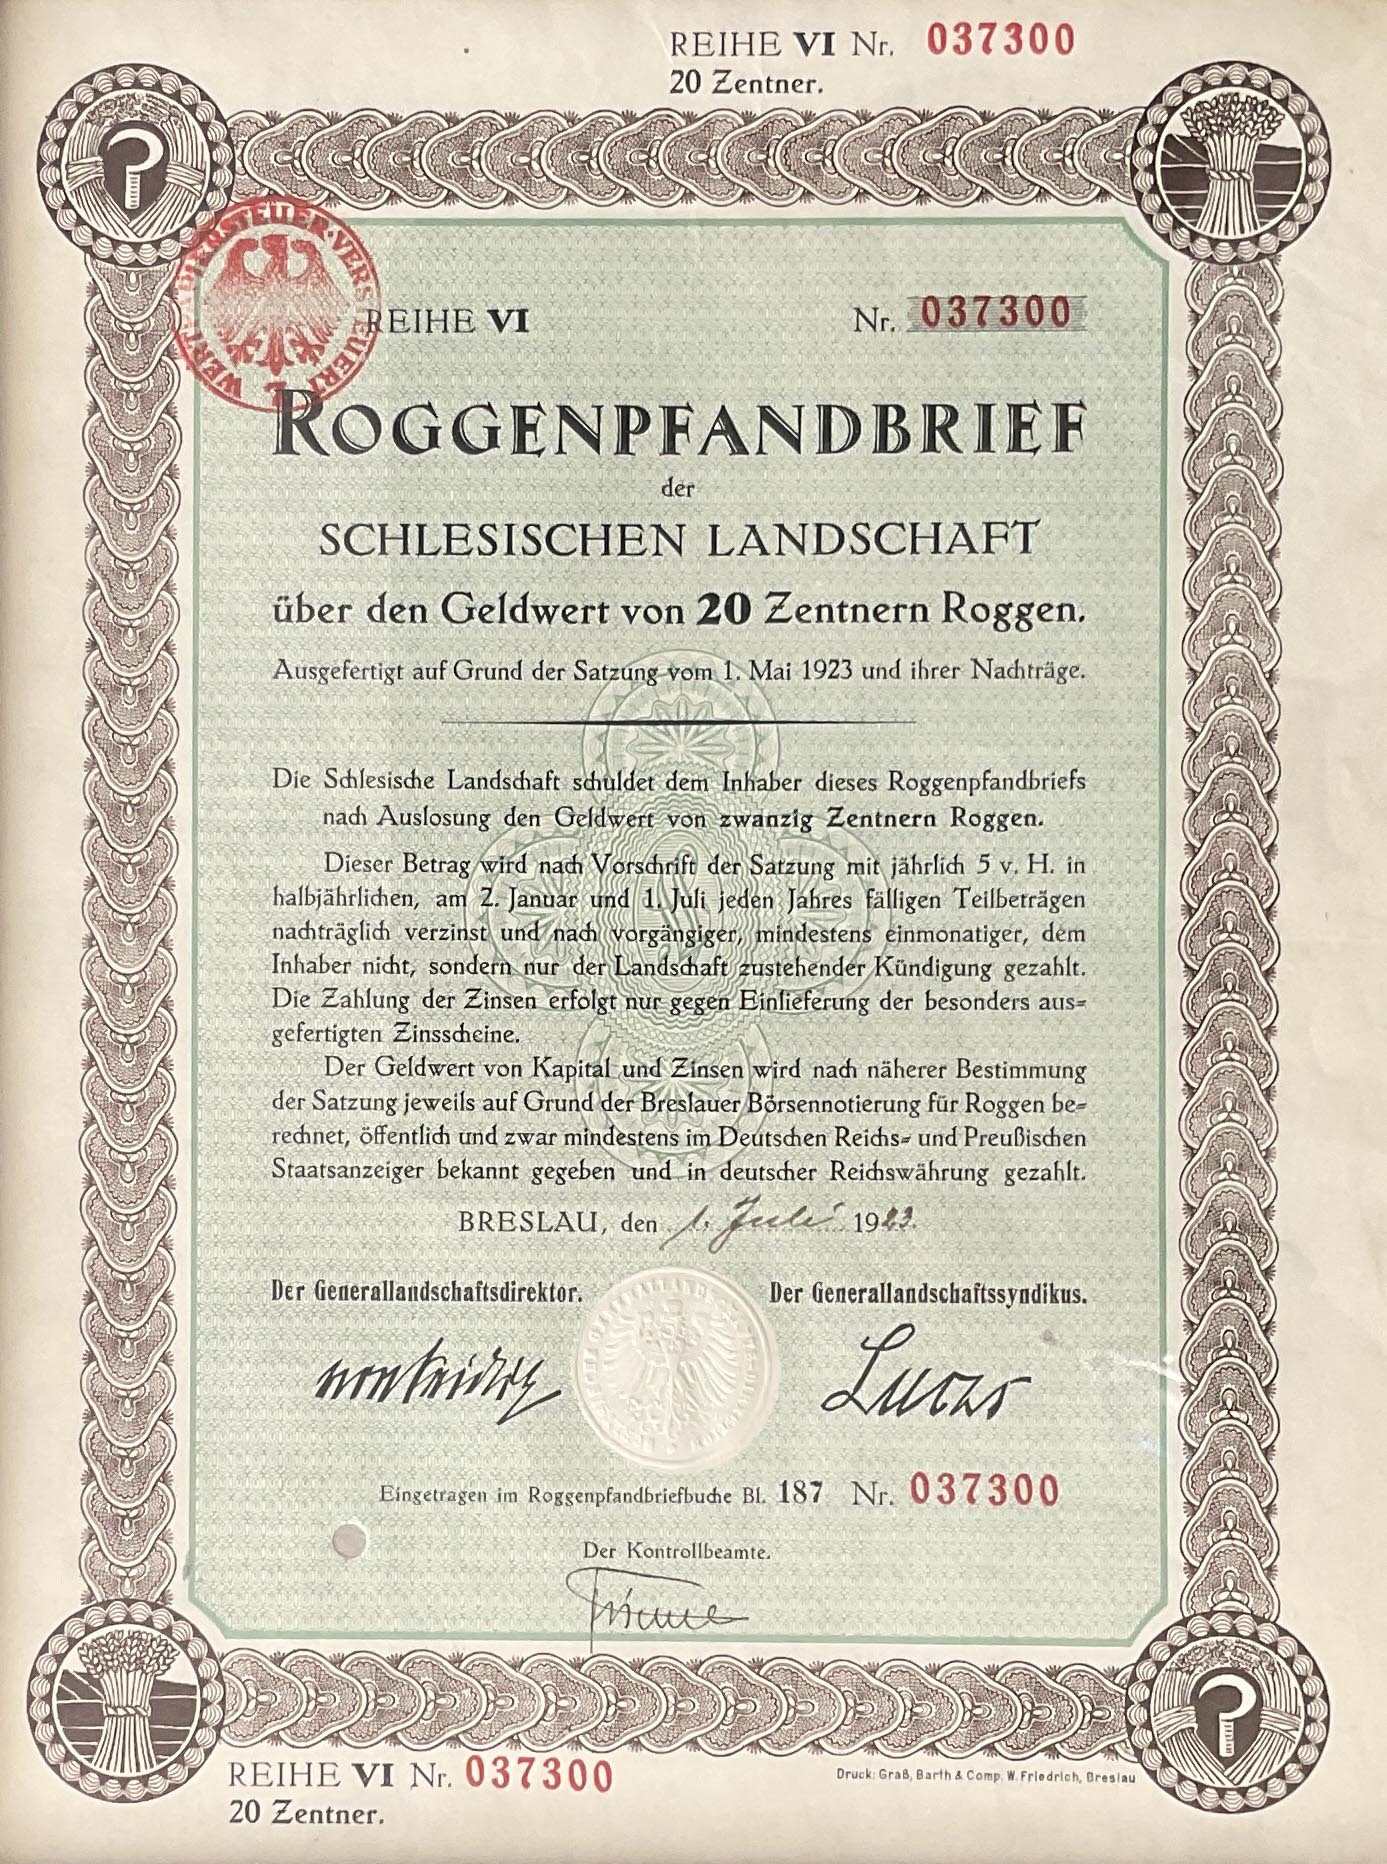 REIHE VI Nr. 037300
20 Zentner.
WERTPAPIERSTEUER·VERSTEUERT
REIHE VI Nr. 037300
ROGGENPFANDBRIEF
der
SCHLESISCHEN LANDSCHAFT
über den Geldwert von 20 Zentnern Roggen.
Ausgefertigt auf Grund der Satzung vom 1. Mai 1923 und ihrer Nachträge.
Die Schlesische Landschaft schuldet dem Inhaber dieses Roggenpfandbriefs
nach Auslosung den Geldwert von zwanzig Zentnern Roggen.
Dieser Betrag wird nach Vorschrift der Satzung mit jährlich 5 v. H. in
halbjährlichen, am 2. Januar und 1. Juli jeden Jahres fälligen Teilbeträgen
nachträglich verzinst und nach vorgängiger, mindestens einmonatiger, dem
Inhaber nicht, sondern nur der Landschaft zustehender Kündigung gezahlt.
Die Zahlung der Zinsen erfolgt nur gegen Einlieferung der besonders aus-
gefertigten Zinsscheine.
Der Geldwert von Kapital und Zinsen wird nach näherer Bestimmung
der Satzung jeweils auf Grund der Breslauer Börsennotierung für Roggen be-
rechnet, öffentlich und zwar mindestens im Deutschen Reichs- und Preußischen
Staatsanzeiger bekannt gegeben und in deutscher Reichswährung gezahlt.
BRESLAU, den 1. Juli 1923.
Der Generallandschaftsdirektor. Der Generallandschaftssyndikus.
Eingetragen im Roggenpfandbriefbuche Bl. 187 Nr. 037300
Der Kontrollbeamte.
REIHE VI Nr. 037300
20 Zentner.
Druck: Graß, Barth & Comp. W. Friedrich, Breslau